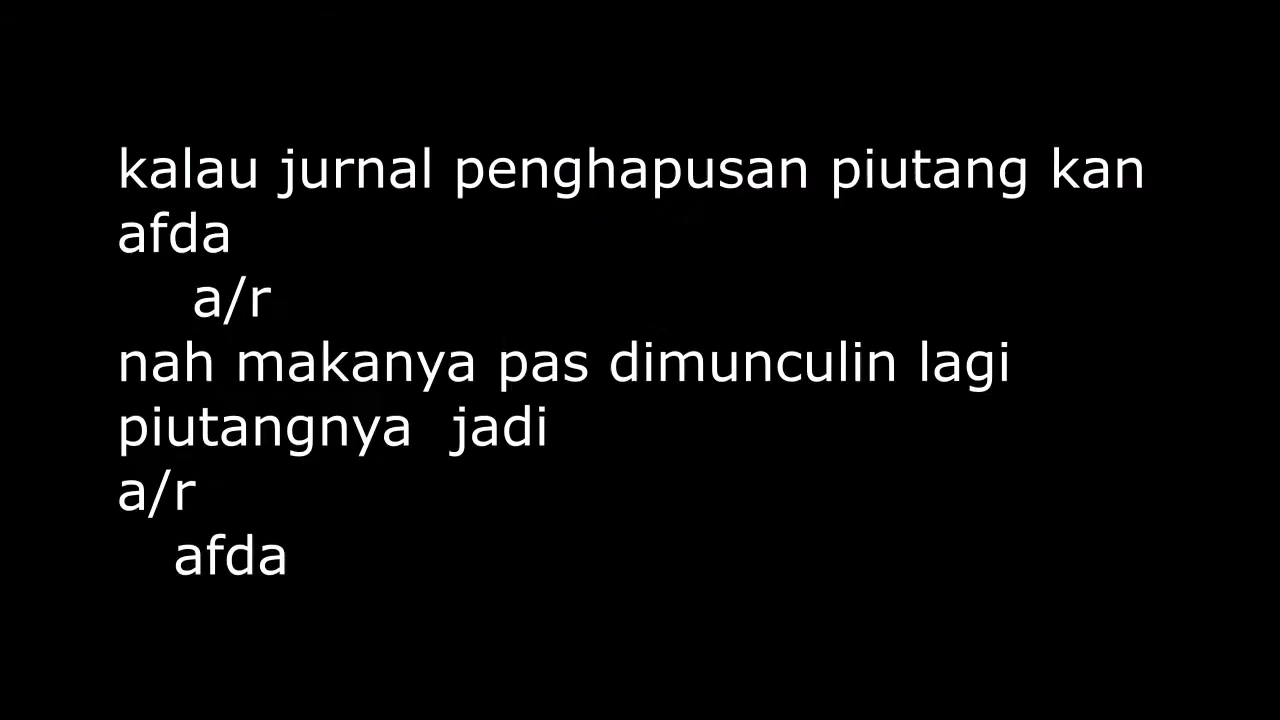 kalau jurnal penghapusan piutang kan
afda
a/r
nah makanya pas dimunculin lagi
piutangnya jadi
a/r
afda